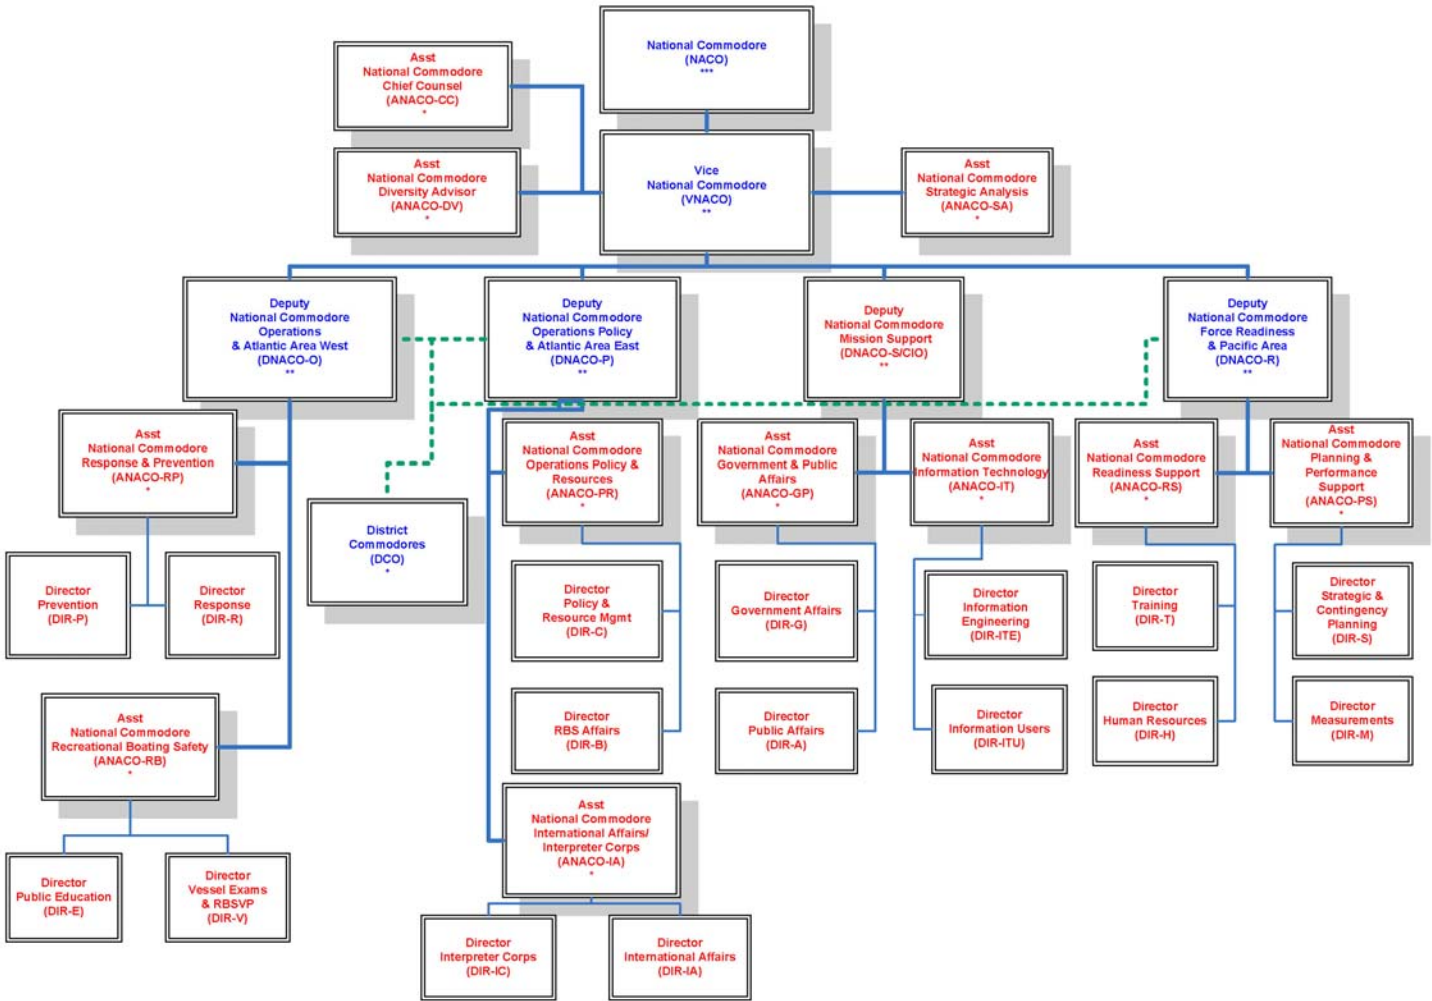 National Commodore
(NACO)
***
Asst
National Commodore
Chief Counsel
(ANACO-CC)
*
Asst
National Commodore
Diversity Advisor
(ANACO-DV)
*
Vice
National Commodore
(VNACO)
**
Asst
National Commodore
Strategic Analysis
(ANACO-SA)
*
Deputy
National Commodore
Operations
& Atlantic Area West
(DNACO-O)
**
Deputy
National Commodore
Operations Policy
& Atlantic Area East
(DNACO-P)
**
Deputy
National Commodore
Mission Support
(DNACO-S/CIO)
**
Deputy
National Commodore
Force Readiness
& Pacific Area
(DNACO-R)
**
Asst
National Commodore
Response & Prevention
(ANACO-RP)
*
District
Commodores
(DCO)
*
Asst
National Commodore
Operations Policy &
Resources
(ANACO-PR)
*
Asst
National Commodore
Government & Public
Affairs
(ANACO-GP)
*
Asst
National Commodore
Information Technology
(ANACO-IT)
*
Asst
National Commodore
Readiness Support
(ANACO-RS)
*
Asst
National Commodore
Planning &
Performance
Support
(ANACO-PS)
*
Director
Prevention
(DIR-P)
Director
Response
(DIR-R)
Director
Policy &
Resource Mgmt
(DIR-C)
Director
Government Affairs
(DIR-G)
Director
Information
Engineering
(DIR-ITE)
Director
Training
(DIR-T)
Director
Strategic &
Contingency
Planning
(DIR-S)
Asst
National Commodore
Recreational Boating Safety
(ANACO-RB)
*
Director
RBS Affairs
(DIR-B)
Director
Public Affairs
(DIR-A)
Director
Information Users
(DIR-ITU)
Director
Human Resources
(DIR-H)
Director
Measurements
(DIR-M)
Asst
National Commodore
International Affairs/
Interpreter Corps
(ANACO-IA)
*
Director
Public Education
(DIR-E)
Director
Vessel Exams
& RBSVP
(DIR-V)
Director
Interpreter Corps
(DIR-IC)
Director
International Affairs
(DIR-IA)